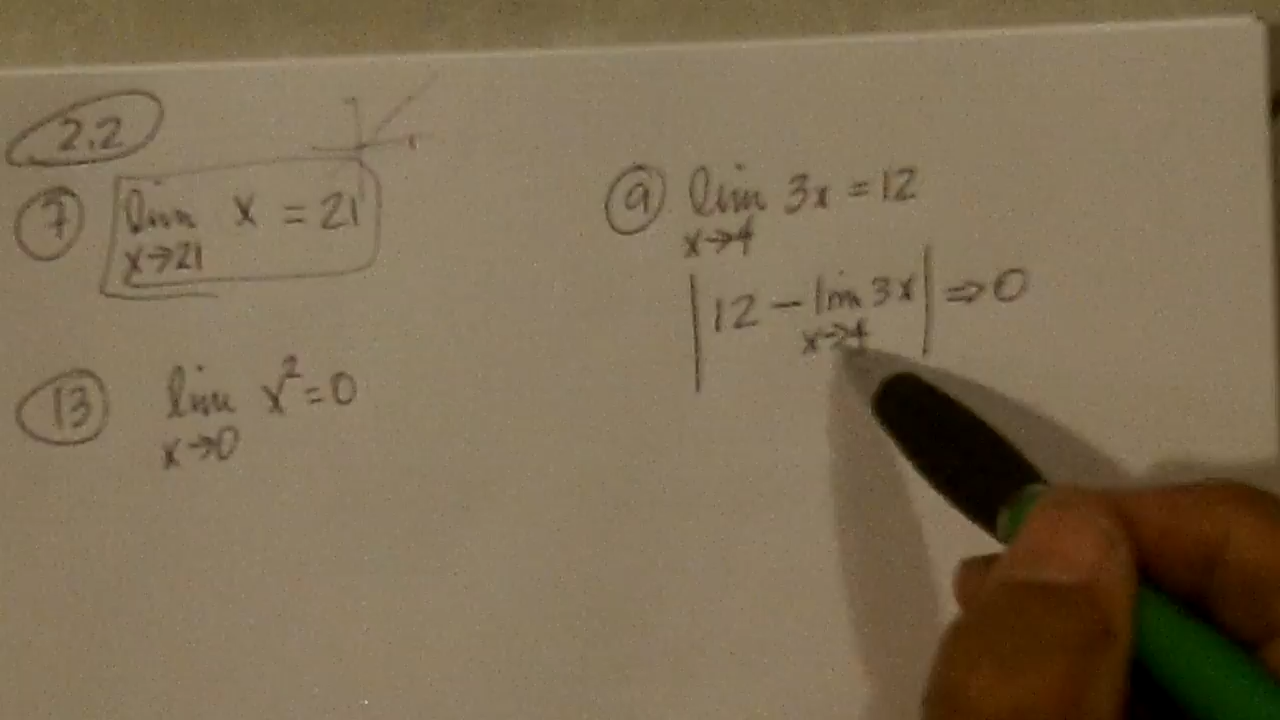 2.2
7 lim x = 21
x→21
9 lim 3x = 12
x→4
|12 - lim 3x| ⇒ 0
x→4
13 lim x² = 0
x→0